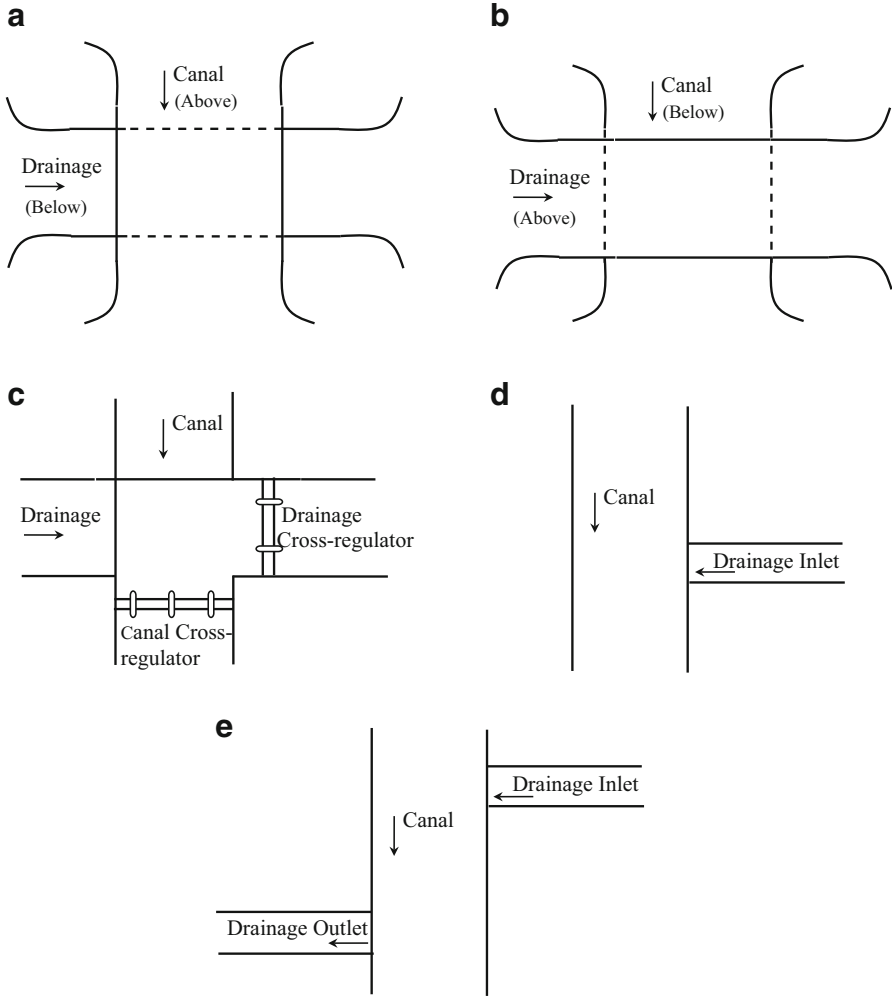 a
Canal
(Above)
Drainage
(Below)
b
Canal
(Below)
Drainage
(Above)
c
Canal
Drainage
Drainage
Cross-regulator
Canal Cross-
regulator
d
Canal
Drainage Inlet
e
Drainage Inlet
Canal
Drainage Outlet